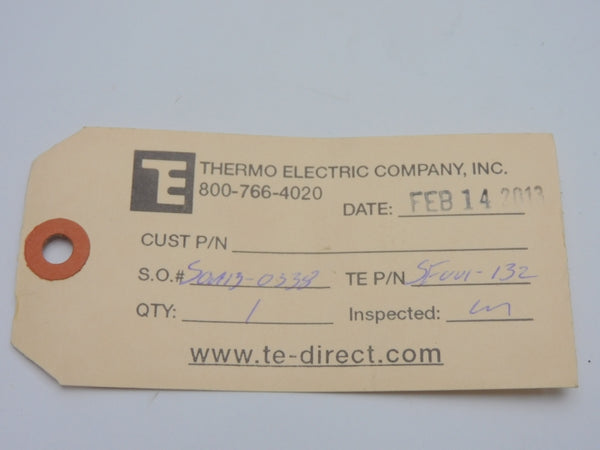 TE THERMO ELECTRIC COMPANY, INC.
800-766-4020
DATE: FEB 14 2013
CUST P/N
S.O.# TE P/N
QTY: 1 Inspected:
www.te-direct.com